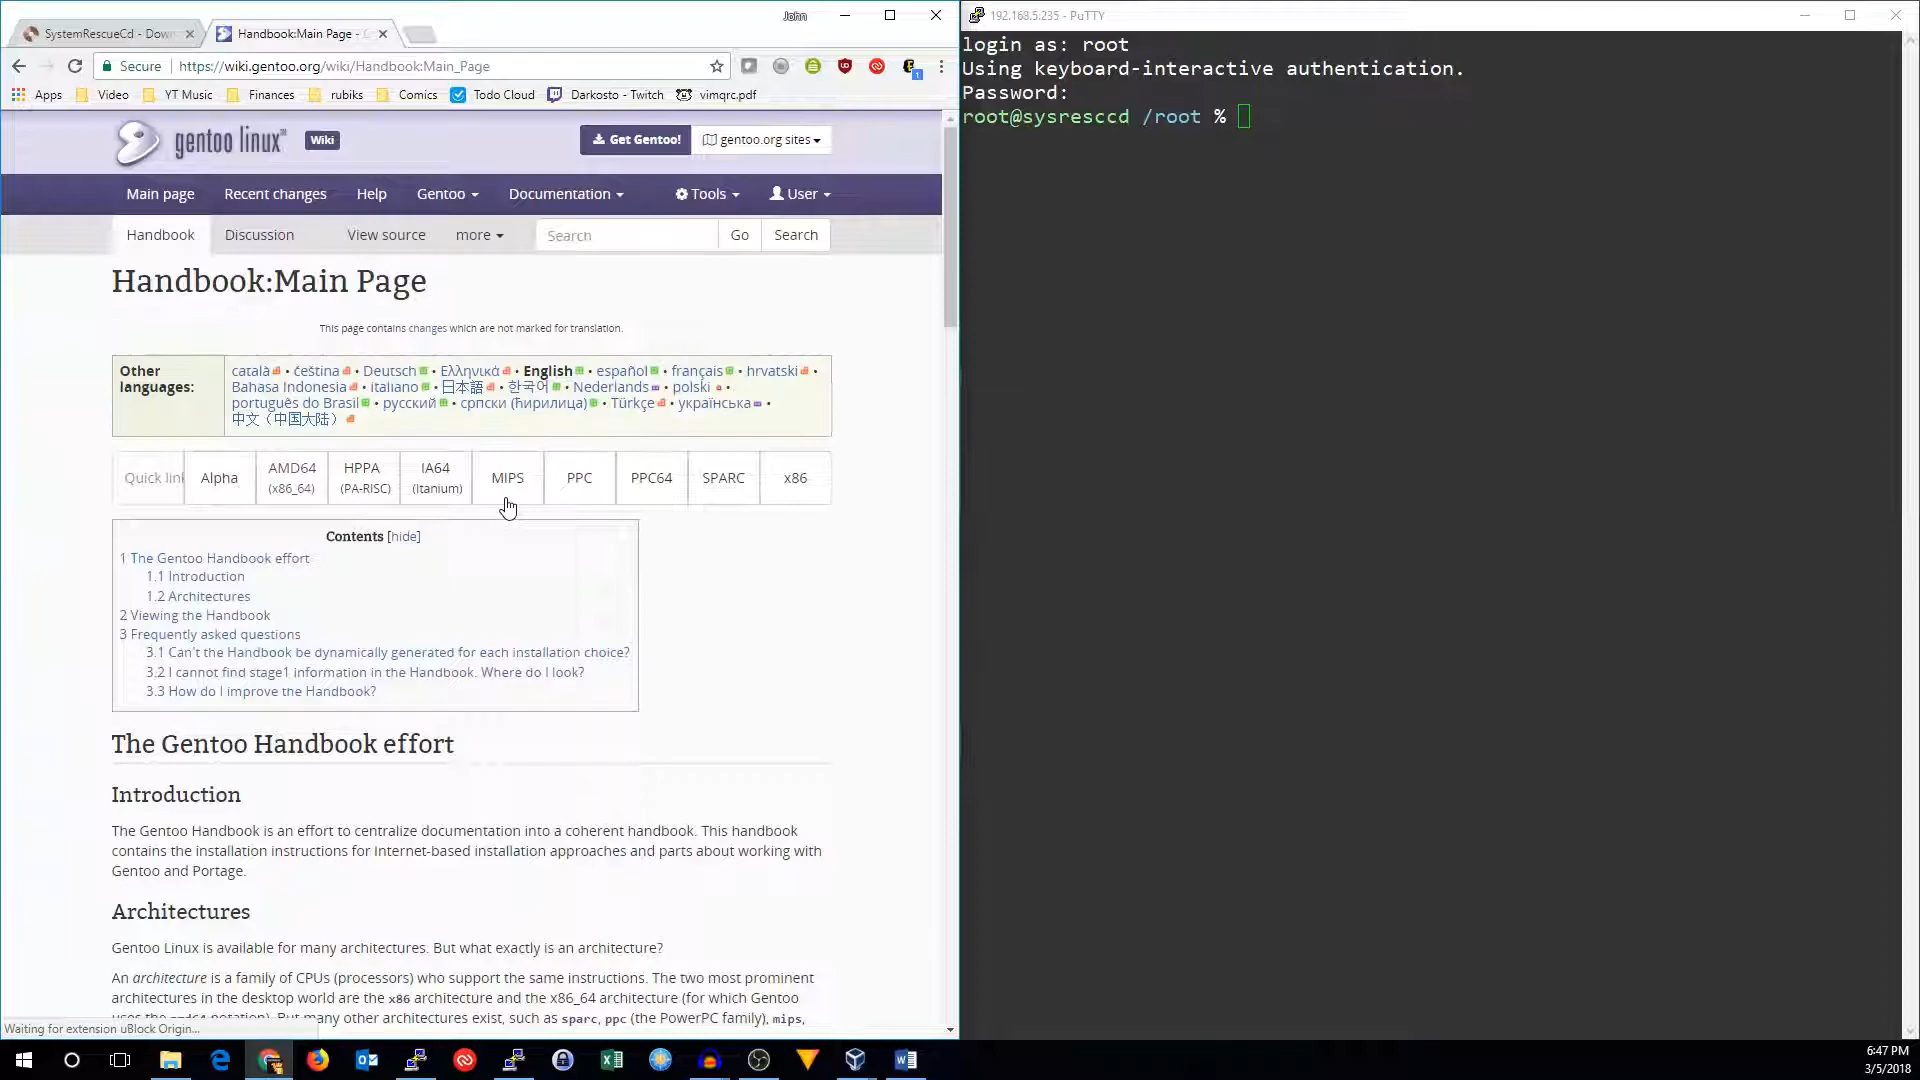 John
SystemRescueCd - Down
Handbook:Main Page -
Secure https://wiki.gentoo.org/wiki/Handbook:Main_Page
Apps Video YT Music Finances rubiks Comics Todo Cloud Darkosto - Twitch vimqrc.pdf
gentoo linux Wiki Get Gentoo! gentoo.org sites
Main page Recent changes Help Gentoo Documentation Tools User
Handbook Discussion View source more Search Go Search
Handbook:Main Page
This page contains changes which are not marked for translation.
Other languages:
català • čeština • Deutsch • Ελληνικά • English • español • français • hrvatski •
Bahasa Indonesia • italiano • 日本語 • 한국어 • Nederlands • polski •
português do Brasil • русский • српски (ћирилица) • Türkçe • українська •
中文（中国大陆）
Quick lin Alpha AMD64 (x86_64) HPPA (PA-RISC) IA64 (Itanium) MIPS PPC PPC64 SPARC x86
Contents [hide]
1 The Gentoo Handbook effort
1.1 Introduction
1.2 Architectures
2 Viewing the Handbook
3 Frequently asked questions
3.1 Can't the Handbook be dynamically generated for each installation choice?
3.2 I cannot find stage1 information in the Handbook. Where do I look?
3.3 How do I improve the Handbook?
The Gentoo Handbook effort
Introduction
The Gentoo Handbook is an effort to centralize documentation into a coherent handbook. This handbook
contains the installation instructions for Internet-based installation approaches and parts about working with
Gentoo and Portage.
Architectures
Gentoo Linux is available for many architectures. But what exactly is an architecture?
An architecture is a family of CPUs (processors) who support the same instructions. The two most prominent
architectures in the desktop world are the x86 architecture and the x86_64 architecture (for which Gentoo
uses the amd64 notation). But many other architectures exist, such as sparc, ppc (the PowerPC family), mips,
Waiting for extension uBlock Origin...
192.168.5.235 - PuTTY
login as: root
Using keyboard-interactive authentication.
Password:
root@sysresccd /root %
6:47 PM
3/5/2018